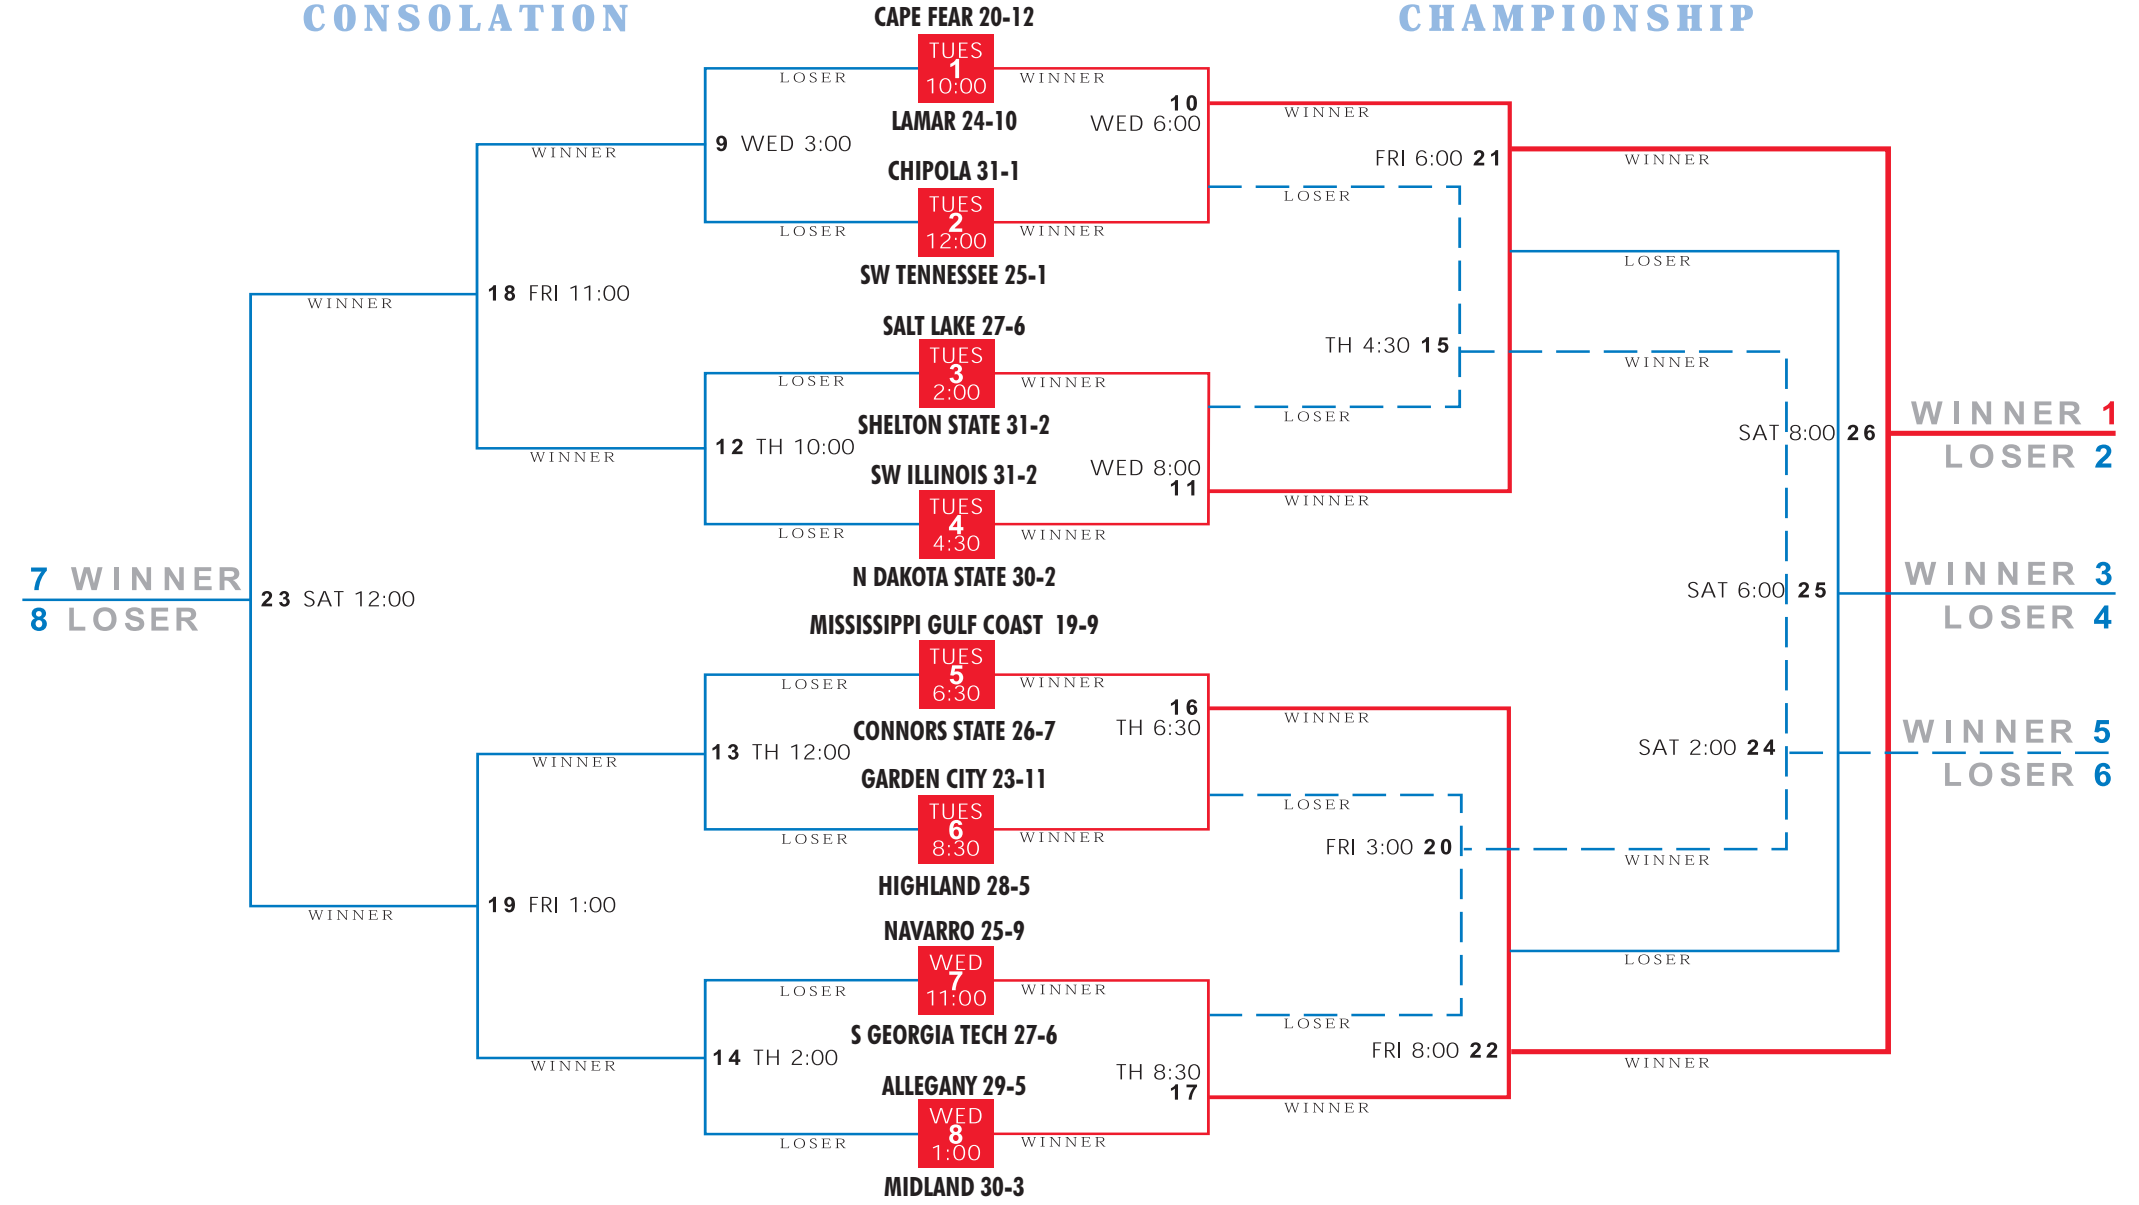 CONSOLATION
CHAMPIONSHIP
CAPE FEAR 20-12
TUES
1
10:00
LOSER
WINNER
LAMAR 24-10
10
WED 6:00
WINNER
9 WED 3:00
WINNER
CHIPOLA 31-1
FRI 6:00 21
WINNER
TUES
2
12:00
LOSER
WINNER
LOSER
SW TENNESSEE 25-1
LOSER
18 FRI 11:00
WINNER
SALT LAKE 27-6
TUES
3
2:00
LOSER
WINNER
TH 4:30 15
WINNER
SHELTON STATE 31-2
LOSER
12 TH 10:00
WINNER
SW ILLINOIS 31-2
WED 8:00
11
WINNER
TUES
4
4:30
LOSER
WINNER
N DAKOTA STATE 30-2
SAT 8:00 26
WINNER 1
LOSER 2
7 WINNER
8 LOSER
23 SAT 12:00
SAT 6:00 25
WINNER 3
LOSER 4
MISSISSIPPI GULF COAST 19-9
TUES
5
6:30
LOSER
WINNER
16
TH 6:30
WINNER
CONNORS STATE 26-7
13 TH 12:00
WINNER
GARDEN CITY 23-11
SAT 2:00 24
WINNER 5
LOSER 6
TUES
6
8:30
LOSER
WINNER
LOSER
FRI 3:00 20
WINNER
HIGHLAND 28-5
19 FRI 1:00
WINNER
NAVARRO 25-9
WED
7
11:00
LOSER
WINNER
LOSER
S GEORGIA TECH 27-6
LOSER
14 TH 2:00
WINNER
FRI 8:00 22
WINNER
ALLEGANY 29-5
TH 8:30
17
WINNER
WED
8
1:00
LOSER
WINNER
MIDLAND 30-3